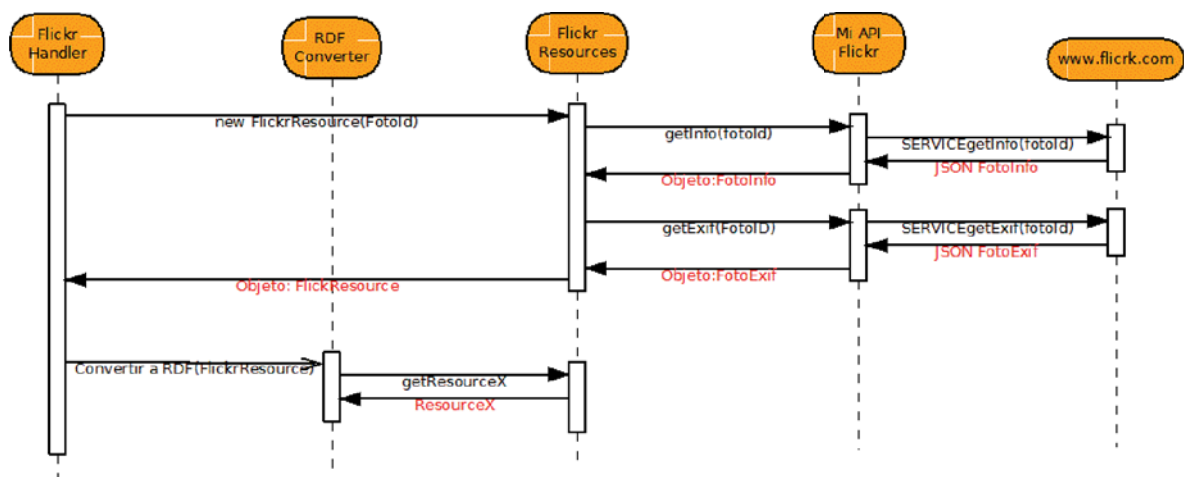 Flickr
Handler
RDF
Converter
Flickr
Resources
Mi API
Flickr
www.flicrk.com
new FlickrResource(FotoId)
getInfo(fotoId)
SERVICEgetInfo(fotoId)
JSON FotoInfo
Objeto:FotoInfo
getExif(FotoID)
SERVICEgetExif(fotoId)
JSON FotoExif
Objeto:FotoExif
Objeto: FlickResource
Convertir a RDF(FlickrResource)
getResourceX
ResourceX